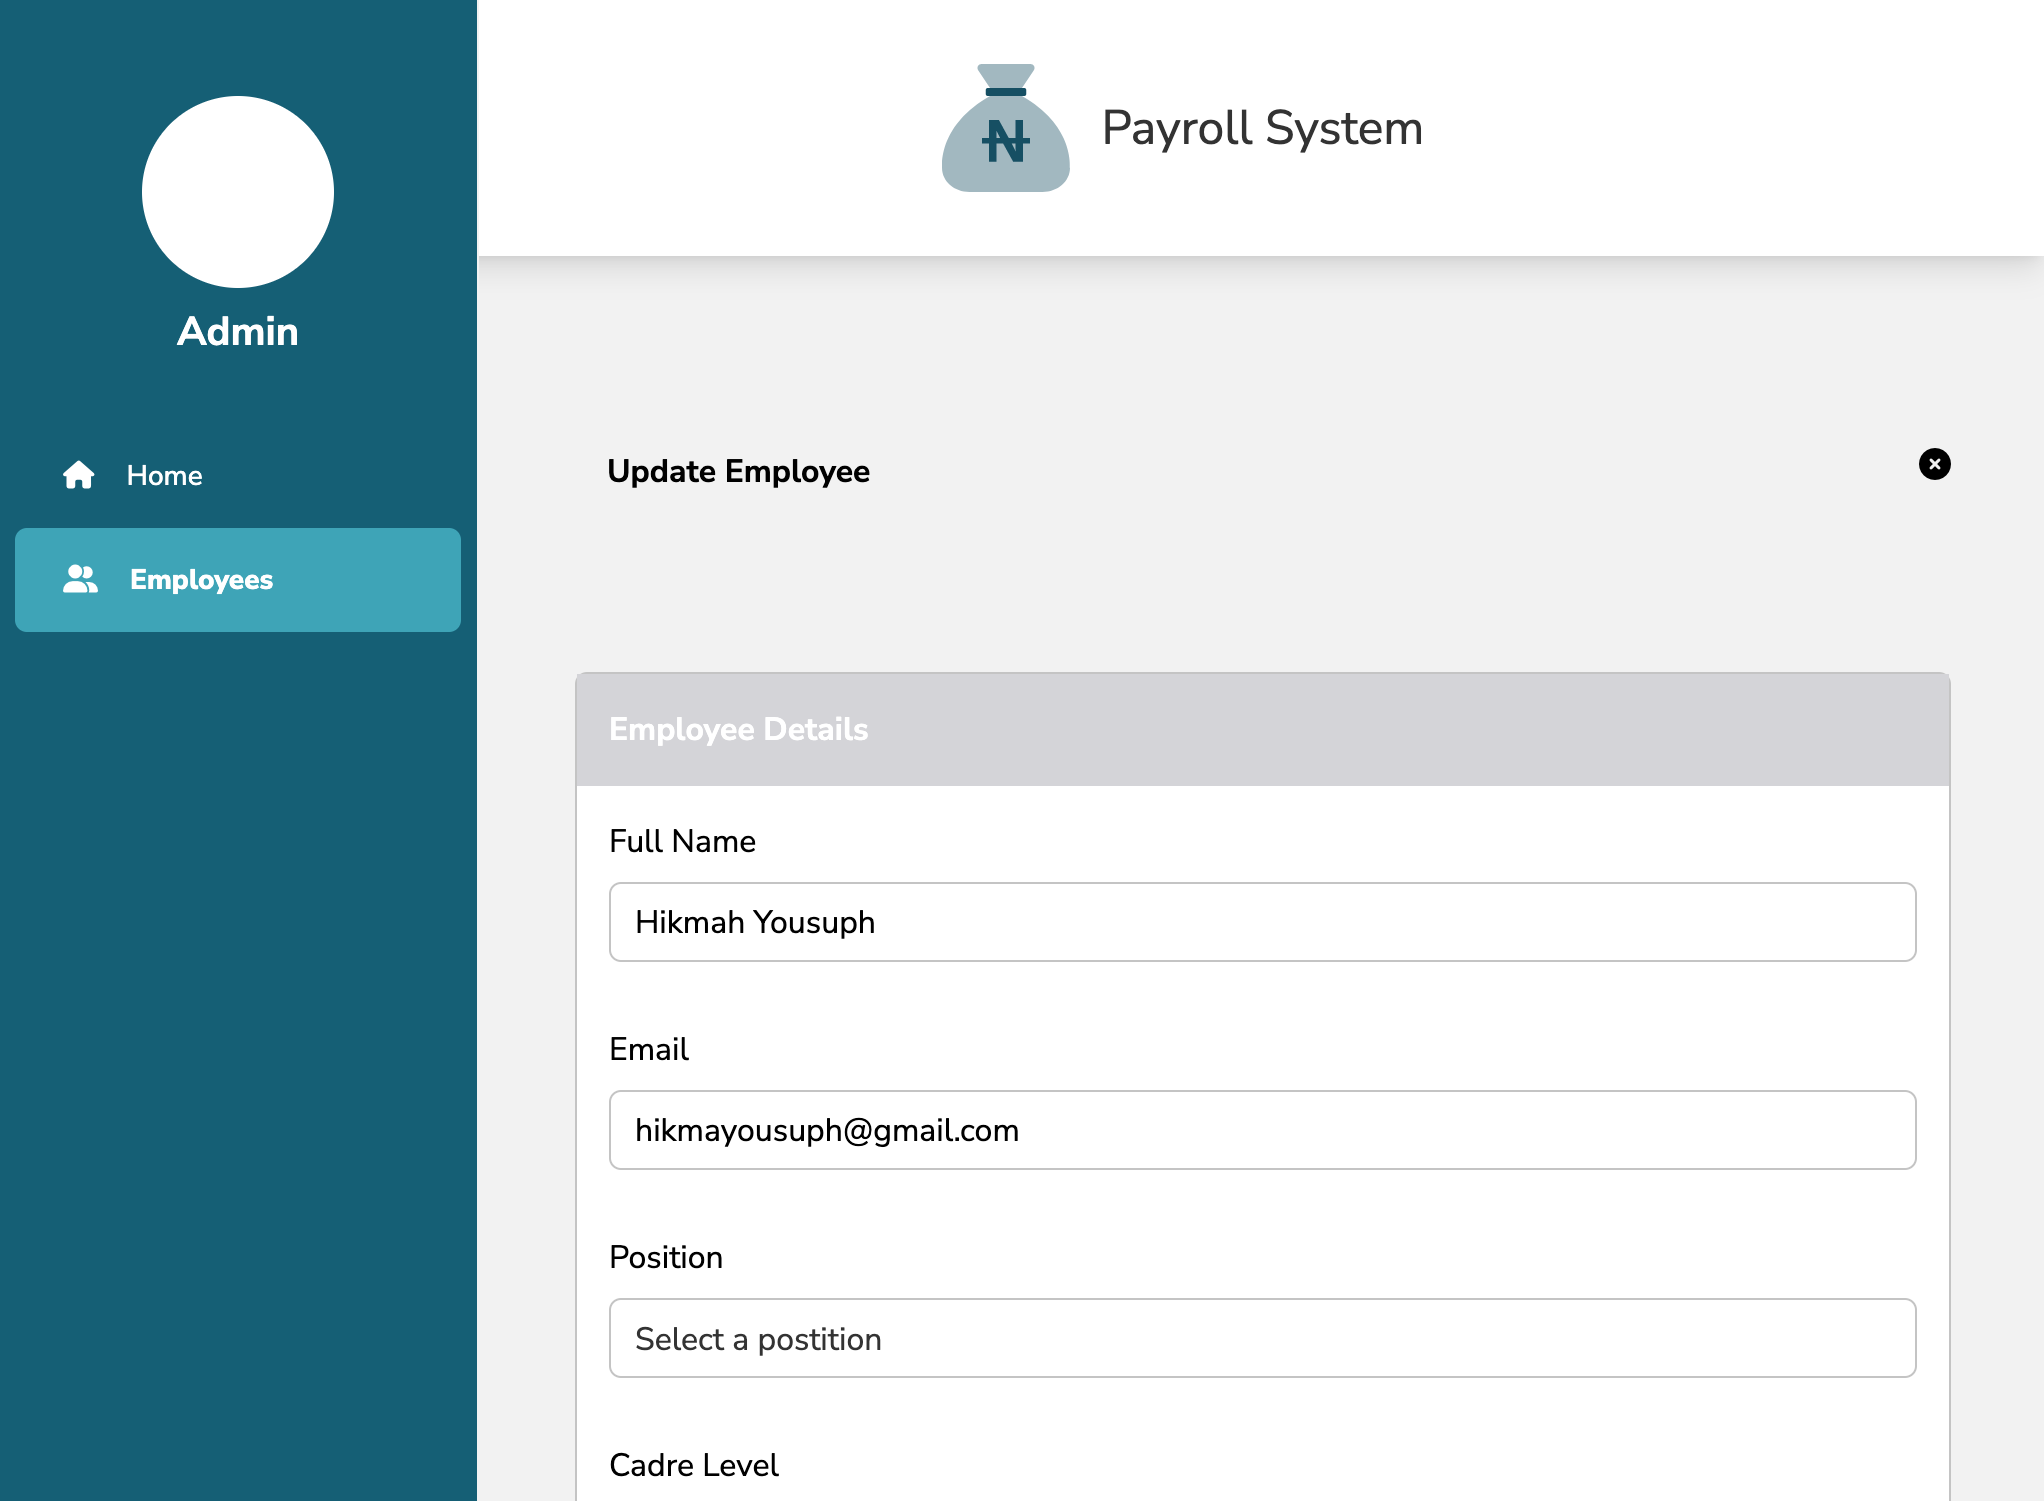 Admin
Home
Employees
₦
Payroll System
Update Employee
Employee Details
Full Name
Hikmah Yousuph
Email
hikmayousuph@gmail.com
Position
Select a postition
Cadre Level